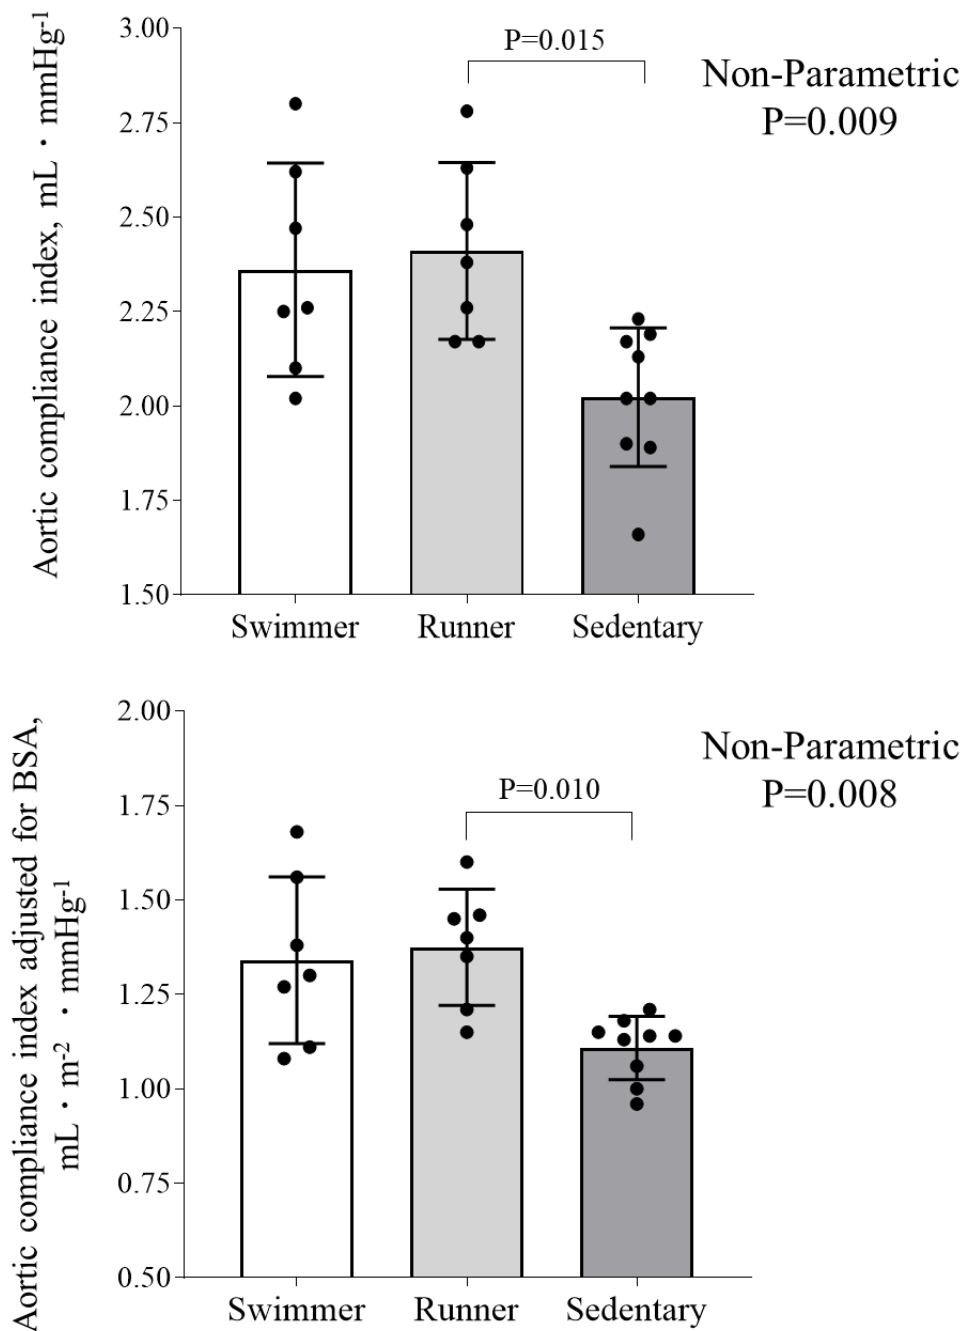 Aortic compliance index, mL・mmHg-1
3.00
2.75
2.50
2.25
2.00
1.75
1.50
P=0.015
Non-Parametric
P=0.009
Swimmer
Runner
Sedentary
Aortic compliance index adjusted for BSA,
mL・m-2・mmHg-1
2.00
1.75
1.50
1.25
1.00
0.75
0.50
P=0.010
Non-Parametric
P=0.008
Swimmer
Runner
Sedentary